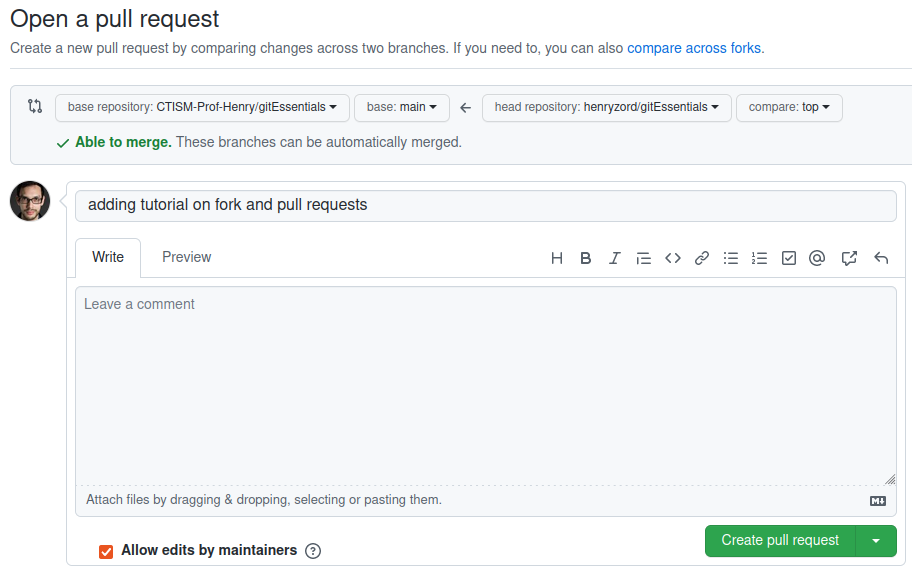 Open a pull request
Create a new pull request by comparing changes across two branches. If you need to, you can also compare across forks.
base repository: CTISM-Prof-Henry/gitEssentials base: main ← head repository: henryzord/gitEssentials compare: top
Able to merge. These branches can be automatically merged.
adding tutorial on fork and pull requests
Write Preview
Leave a comment
Attach files by dragging & dropping, selecting or pasting them.
Allow edits by maintainers
Create pull request